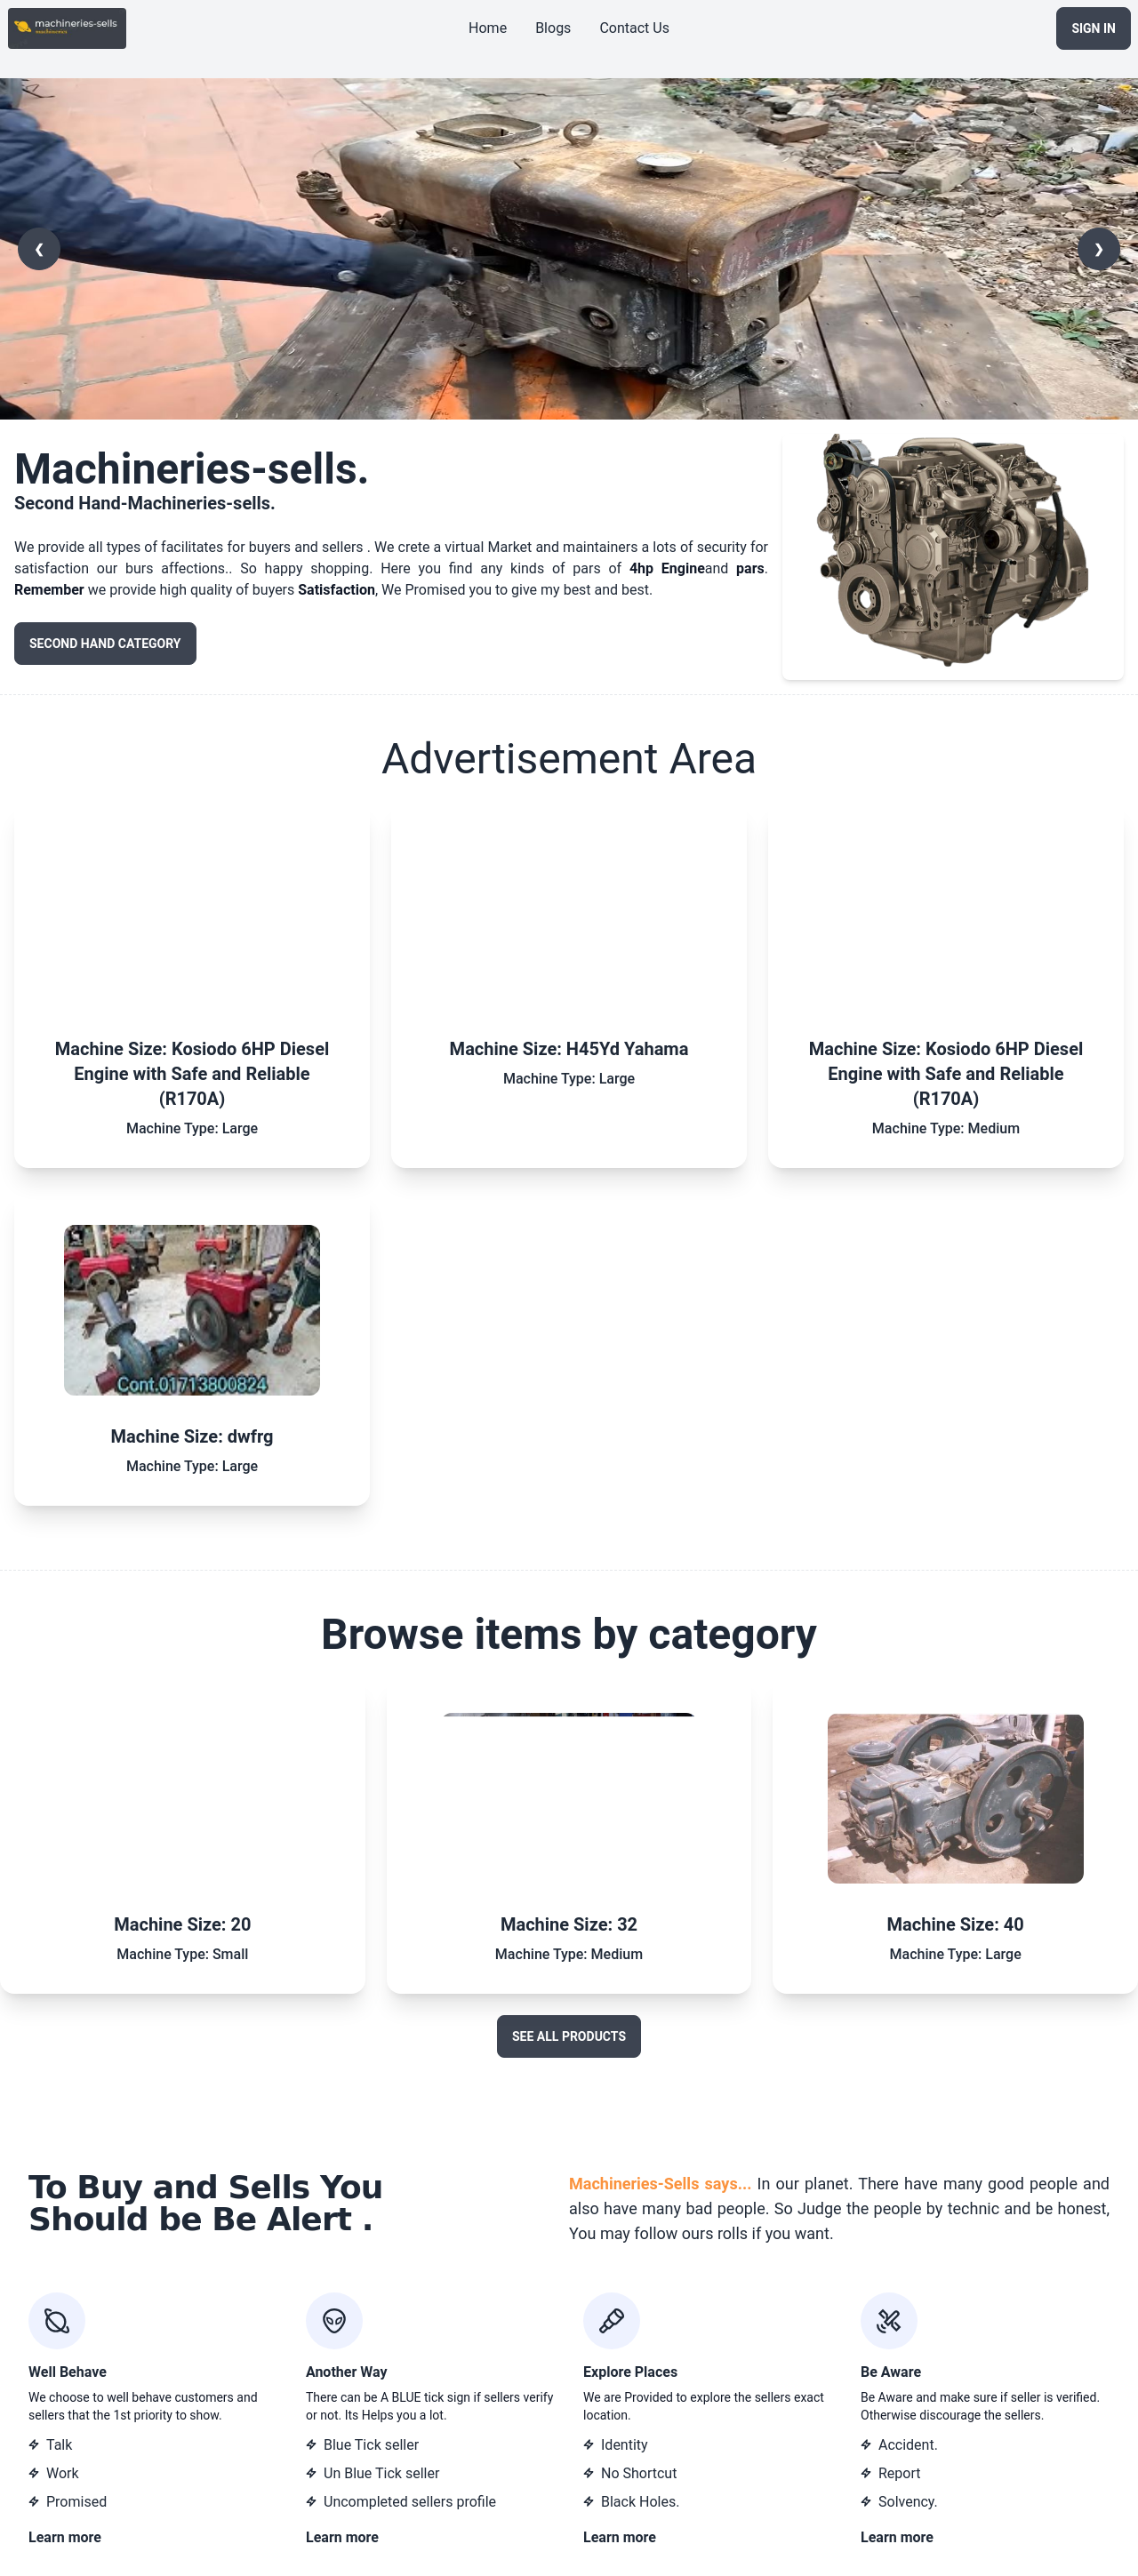 machineries-sells
machineries
Home Blogs Contact Us
SIGN IN
❮ ❯
Machineries-sells.
Second Hand-Machineries-sells.
We provide all types of facilitates for buyers and sellers . We crete a virtual Market and maintainers a lots of security for
satisfaction our burs affections.. So happy shopping. Here you find any kinds of pars of 4hp Engineand pars.
Remember we provide high quality of buyers Satisfaction, We Promised you to give my best and best.
SECOND HAND CATEGORY
Advertisement Area
Machine Size: Kosiodo 6HP Diesel
Engine with Safe and Reliable
(R170A)
Machine Type: Large
Machine Size: H45Yd Yahama
Machine Type: Large
Machine Size: Kosiodo 6HP Diesel
Engine with Safe and Reliable
(R170A)
Machine Type: Medium
Cont.01713800824
Machine Size: dwfrg
Machine Type: Large
Browse items by category
Machine Size: 20
Machine Type: Small
Machine Size: 32
Machine Type: Medium
Machine Size: 40
Machine Type: Large
SEE ALL PRODUCTS
To Buy and Sells You
Should be Be Alert .
Machineries-Sells says... In our planet. There have many good people and
also have many bad people. So Judge the people by technic and be honest,
You may follow ours rolls if you want.
Well Behave
We choose to well behave customers and
sellers that the 1st priority to show.
Talk
Work
Promised
Learn more
Another Way
There can be A BLUE tick sign if sellers verify
or not. Its Helps you a lot.
Blue Tick seller
Un Blue Tick seller
Uncompleted sellers profile
Learn more
Explore Places
We are Provided to explore the sellers exact
location.
Identity
No Shortcut
Black Holes.
Learn more
Be Aware
Be Aware and make sure if seller is verified.
Otherwise discourage the sellers.
Accident.
Report
Solvency.
Learn more